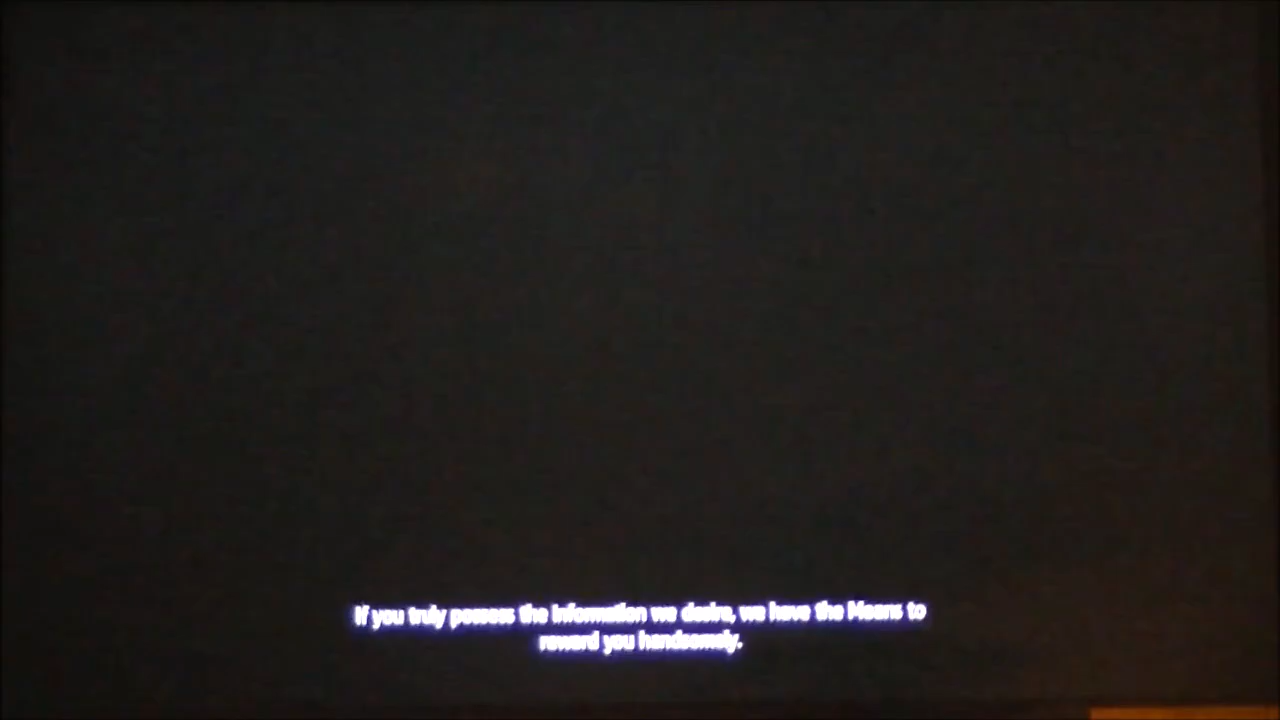 If you truly possess the information we desire, we have the Means to
reward you handsomely.